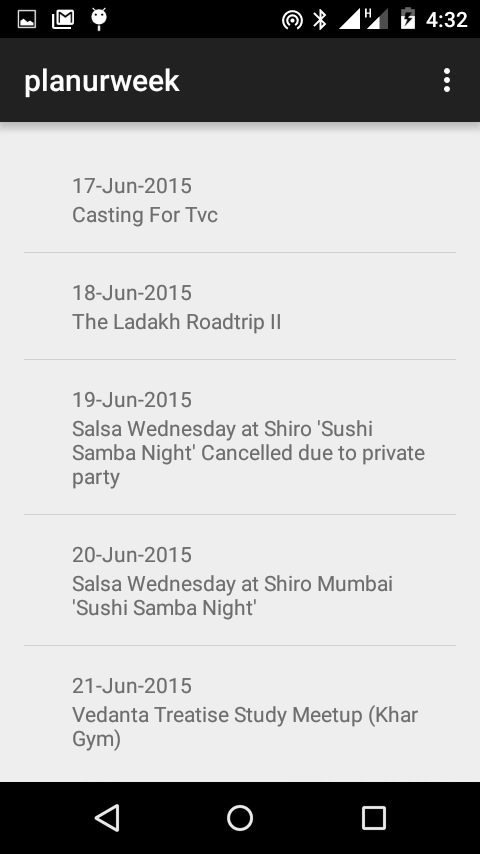 H
4:32
planurweek
17-Jun-2015
Casting For Tvc
18-Jun-2015
The Ladakh Roadtrip II
19-Jun-2015
Salsa Wednesday at Shiro 'Sushi
Samba Night' Cancelled due to private
party
20-Jun-2015
Salsa Wednesday at Shiro Mumbai
'Sushi Samba Night'
21-Jun-2015
Vedanta Treatise Study Meetup (Khar
Gym)